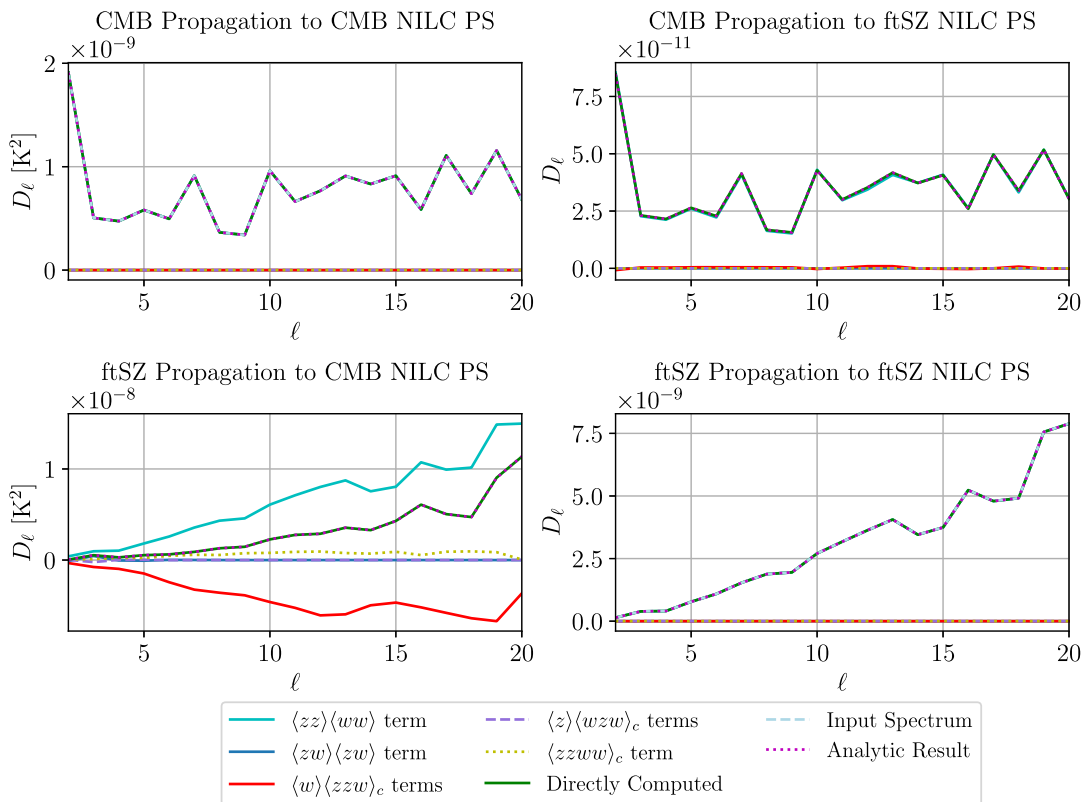 CMB Propagation to CMB NILC PS
×10⁻⁹
2
1
0
D_ℓ [K²]
5 10 15 20
ℓ
CMB Propagation to ftSZ NILC PS
×10⁻¹¹
7.5
5.0
2.5
0.0
D_ℓ
5 10 15 20
ℓ
ftSZ Propagation to CMB NILC PS
×10⁻⁸
1
0
D_ℓ [K²]
5 10 15 20
ℓ
ftSZ Propagation to ftSZ NILC PS
×10⁻⁹
7.5
5.0
2.5
0.0
D_ℓ
5 10 15 20
ℓ
⟨zz⟩⟨ww⟩ term
⟨zw⟩⟨zw⟩ term
⟨w⟩⟨zzw⟩_c terms
⟨z⟩⟨wzw⟩_c terms
⟨zzww⟩_c term
Directly Computed
Input Spectrum
Analytic Result